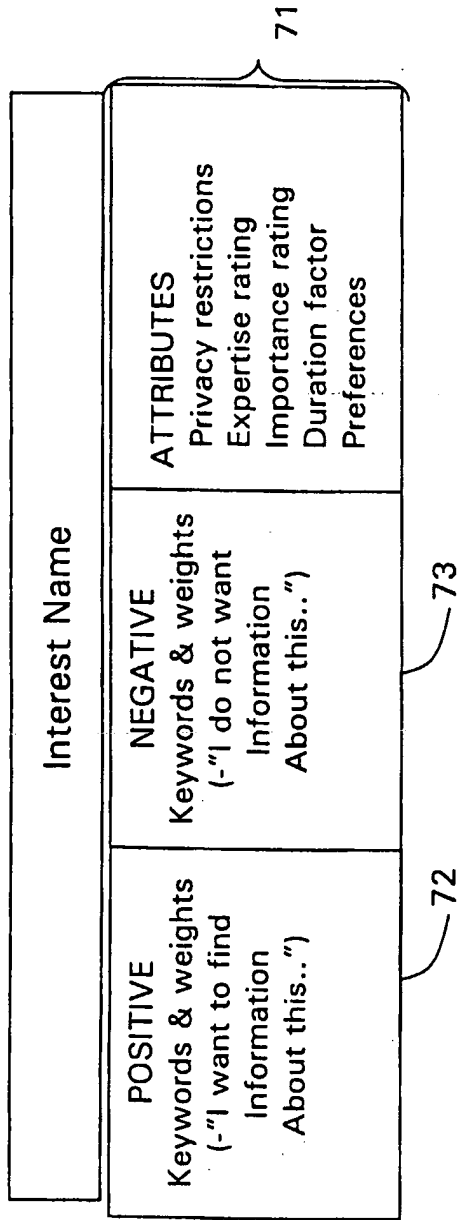 Interest Name
POSITIVE
Keywords & weights
(-"I want to find
Information
About this..")
NEGATIVE
Keywords & weights
(-"I do not want
Information
About this..")
ATTRIBUTES
Privacy restrictions
Expertise rating
Importance rating
Duration factor
Preferences
71
72
73